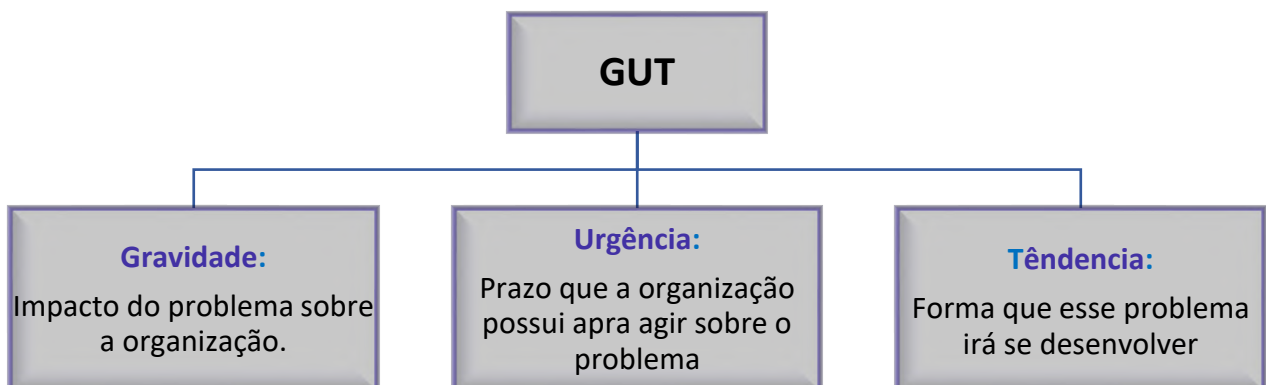 GUT
Gravidade:
Impacto do problema sobre
a organização.
Urgência:
Prazo que a organização
possui apra agir sobre o
problema
Têndencia:
Forma que esse problema
irá se desenvolver